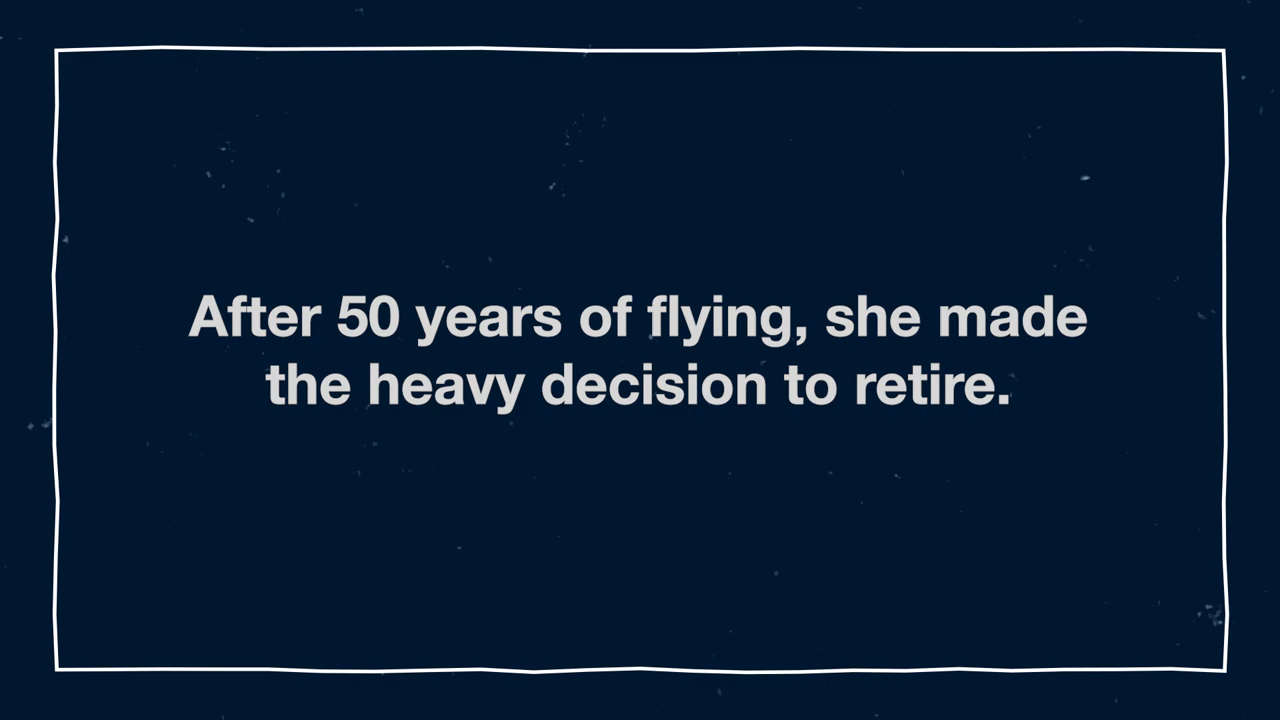 After 50 years of flying, she made
the heavy decision to retire.